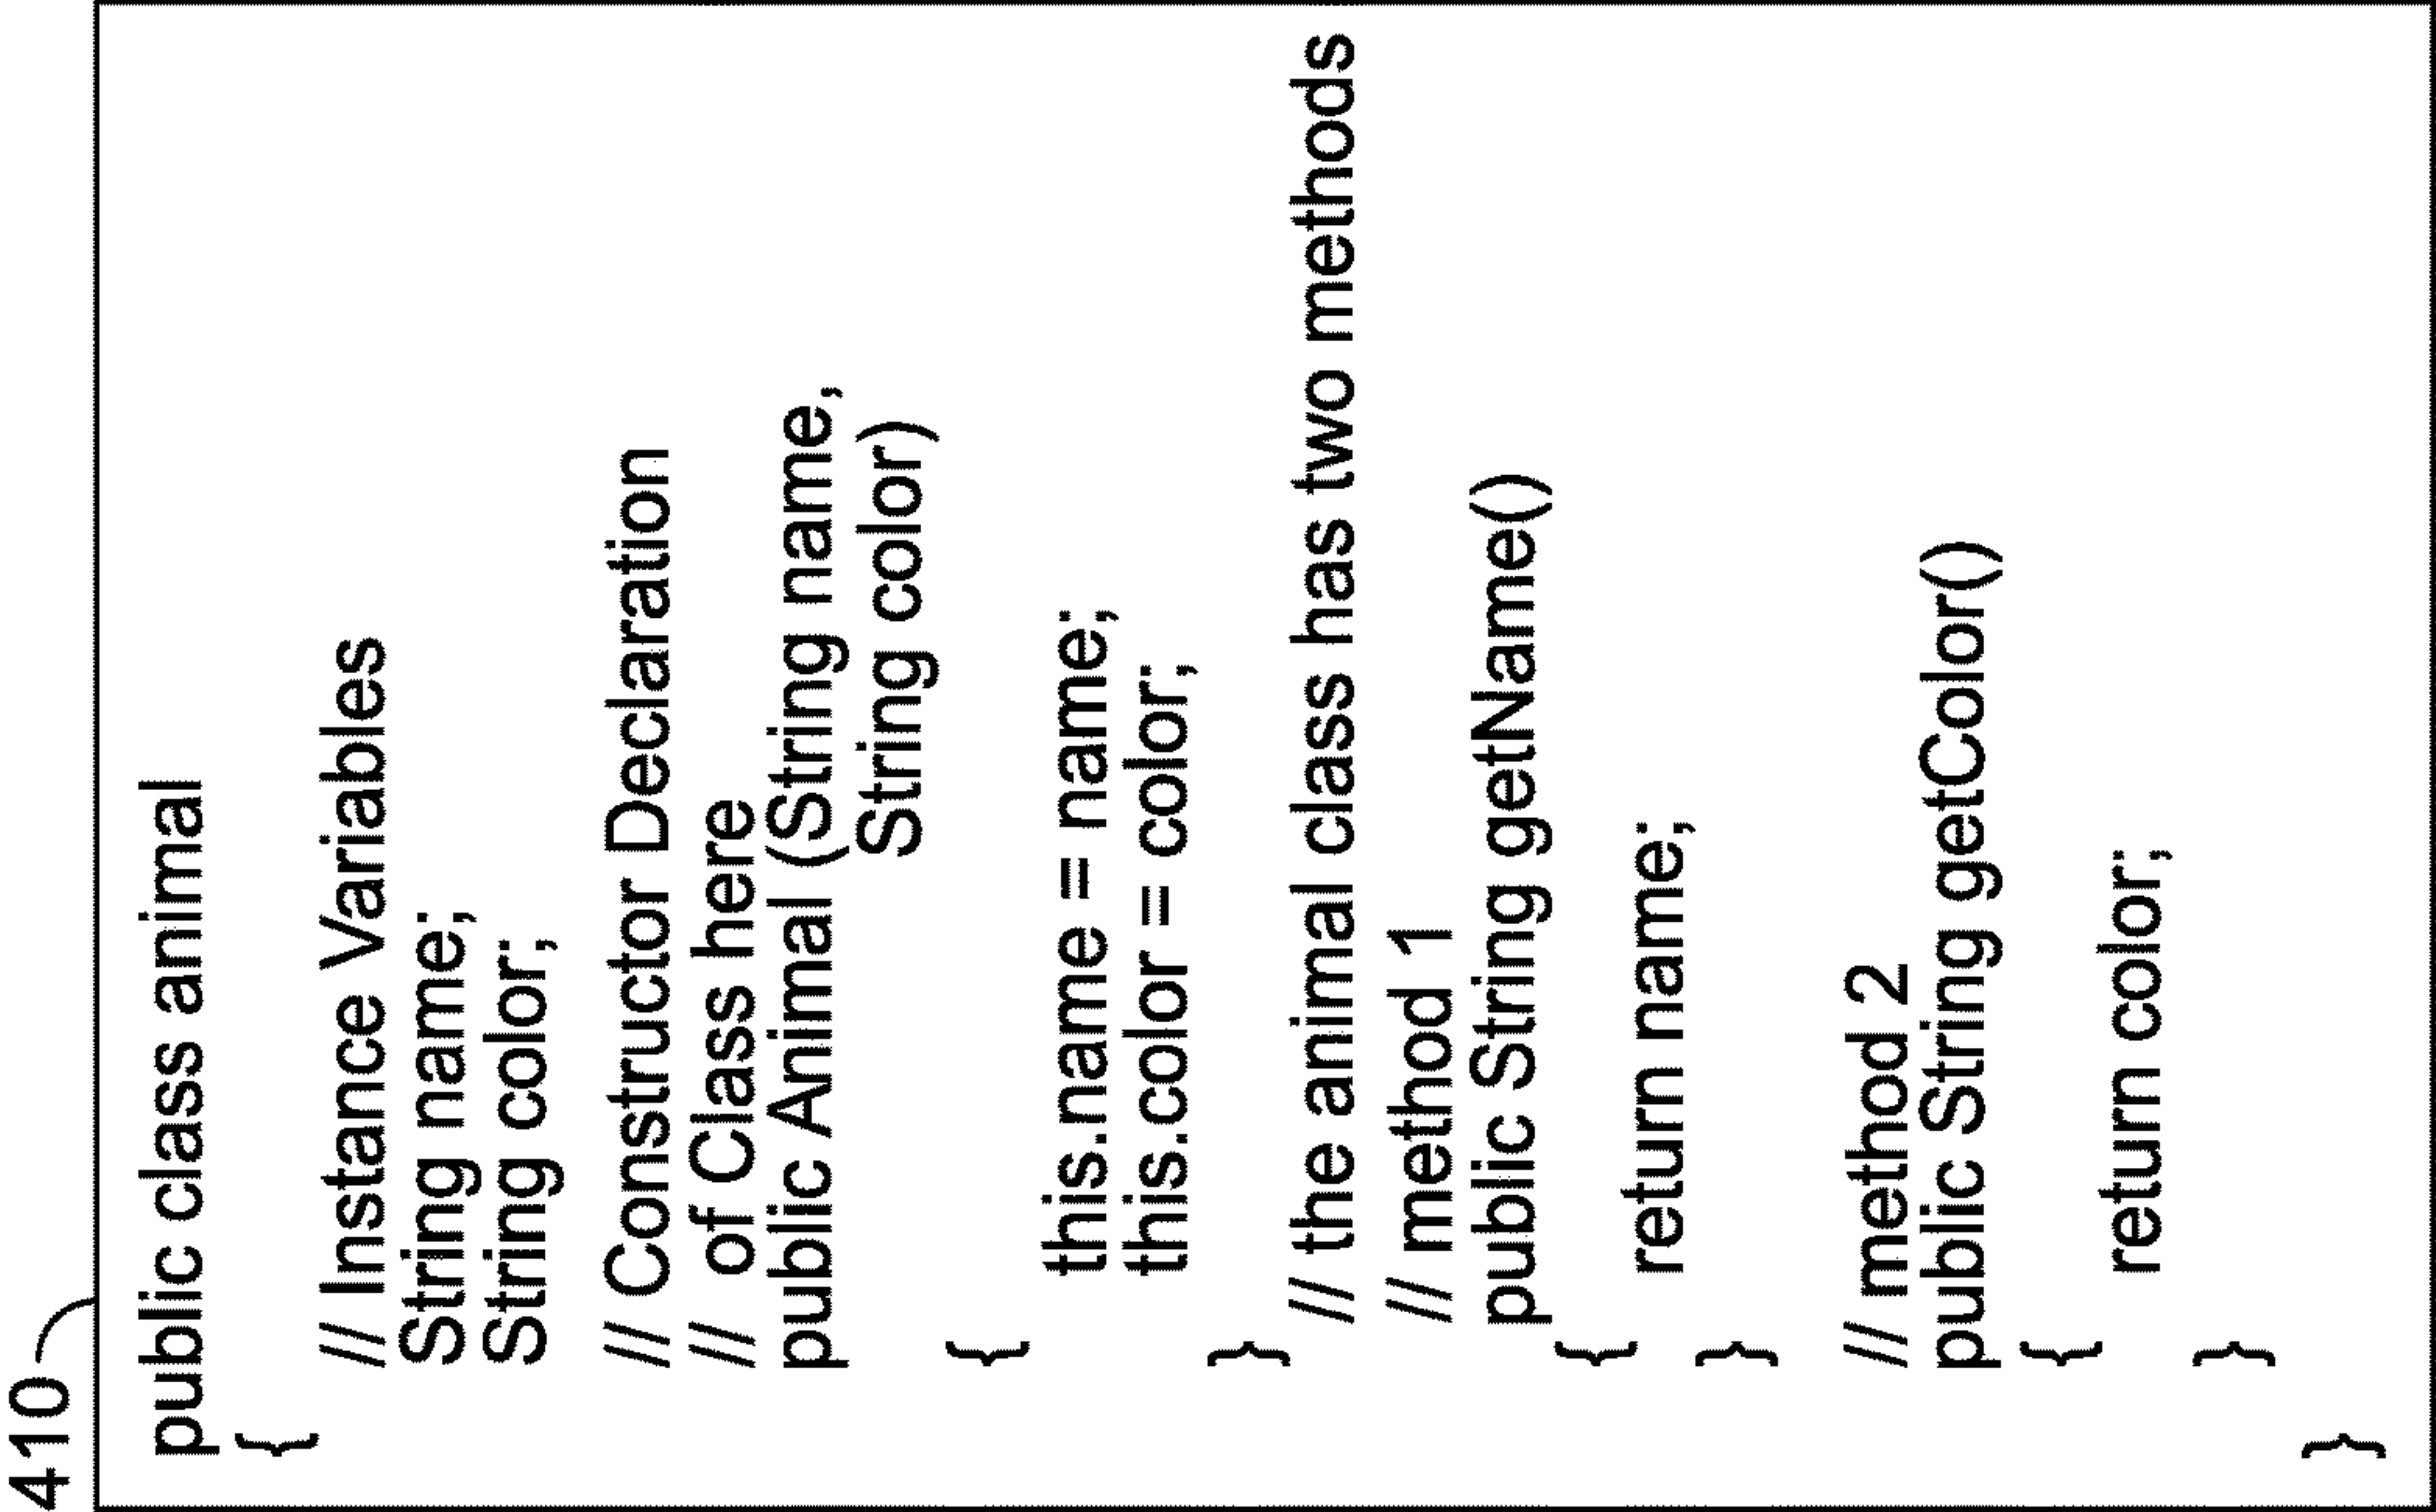 410
public class animal
{
// Instance Variables
String name;
String color;
// Constructor Declaration
// of Class here
public Animal (String name,
String color)
{
this.name = name;
this.color = color;
}
// the animal class has two methods
// method 1
public String getName()
{
return name;
}
// method 2
public String getColor()
{
return color;
}
}